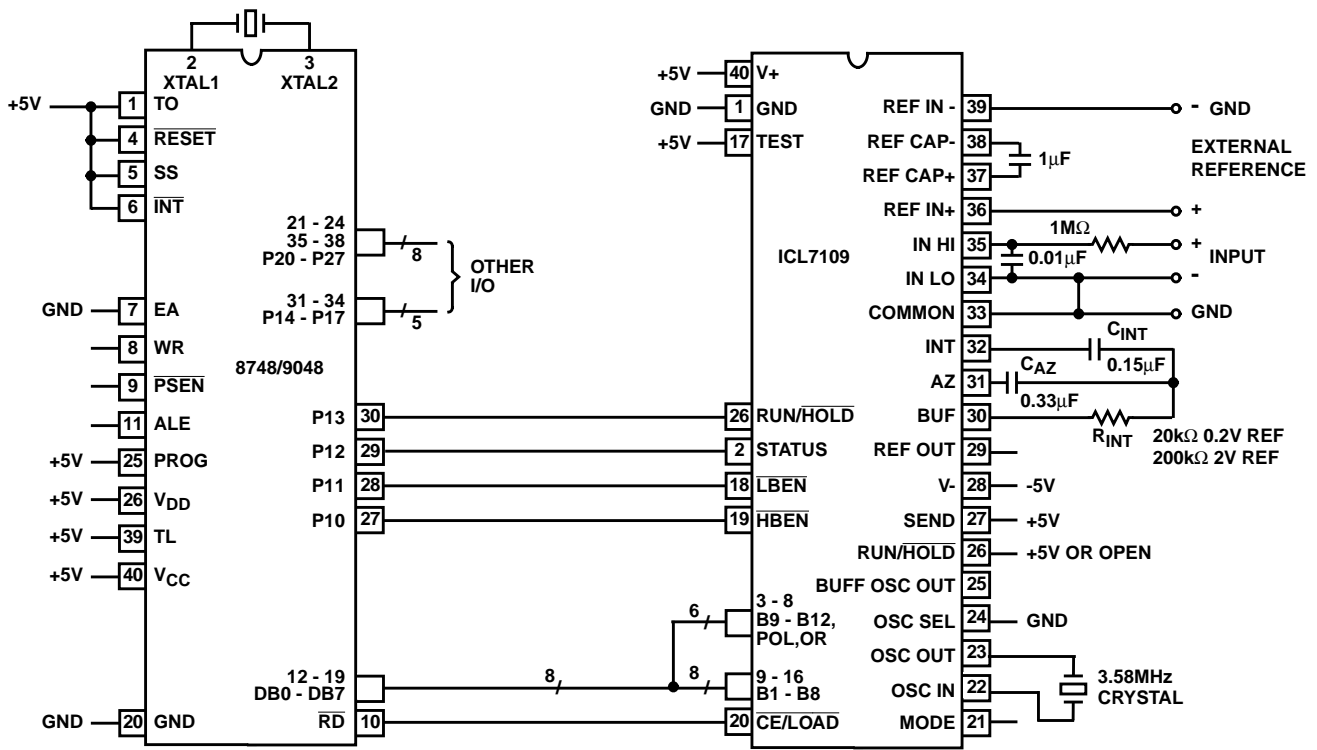 2
XTAL1
3
XTAL2
+5V
1 TO
4 RESET
5 SS
6 INT
21 - 24
35 - 38
P20 - P27
8
31 - 34
P14 - P17
5
OTHER
I/O
GND 7 EA
8 WR
9 PSEN
11 ALE
+5V 25 PROG
+5V 26 VDD
+5V 39 TL
+5V 40 VCC
GND 20 GND
8748/9048
P13 30
P12 29
P11 28
P10 27
12 - 19
DB0 - DB7
8
RD 10
+5V 40 V+
GND 1 GND
+5V 17 TEST
ICL7109
26 RUN/HOLD
2 STATUS
18 LBEN
19 HBEN
6
3 - 8
B9 - B12,
POL,OR
8
9 - 16
B1 - B8
20 CE/LOAD
REF IN - 39 - GND
REF CAP- 38
REF CAP+ 37
1µF
EXTERNAL
REFERENCE
REF IN+ 36 +
IN HI 35 1MΩ +
0.01µF
INPUT
IN LO 34 -
COMMON 33 GND
INT 32 CINT
0.15µF
AZ 31 CAZ
0.33µF
BUF 30 RINT
20kΩ 0.2V REF
200kΩ 2V REF
REF OUT 29
V- 28 -5V
SEND 27 +5V
RUN/HOLD 26 +5V OR OPEN
BUFF OSC OUT 25
OSC SEL 24 GND
OSC OUT 23
OSC IN 22
3.58MHz
CRYSTAL
MODE 21